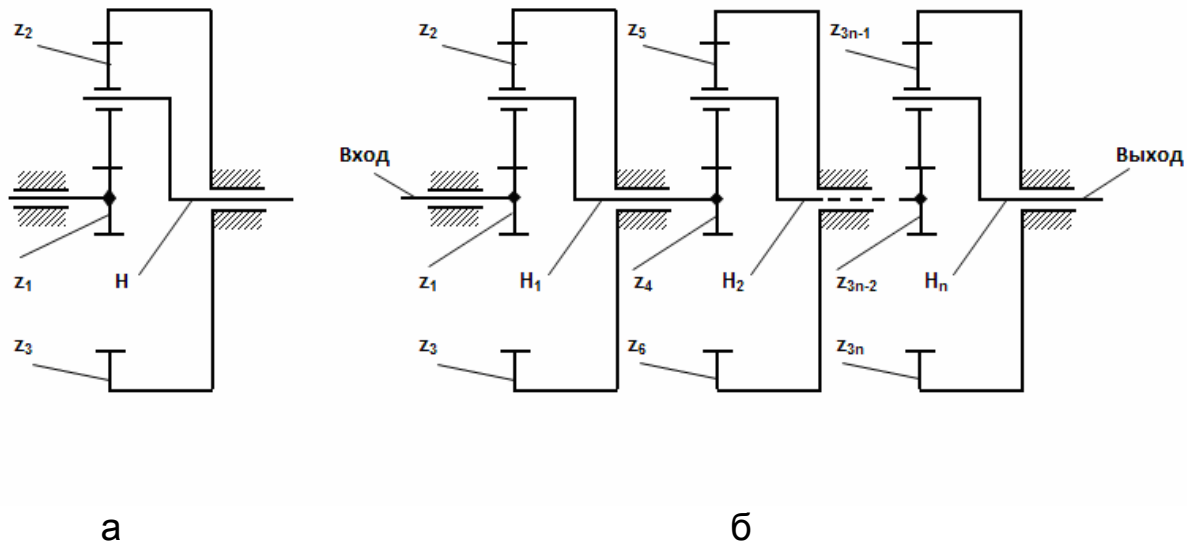 z2 z2 z5 z3n-1
Вход Выход
z1 H z1 H1 z4 H2 z3n-2 Hn
z3 z3 z6 z3n
а б